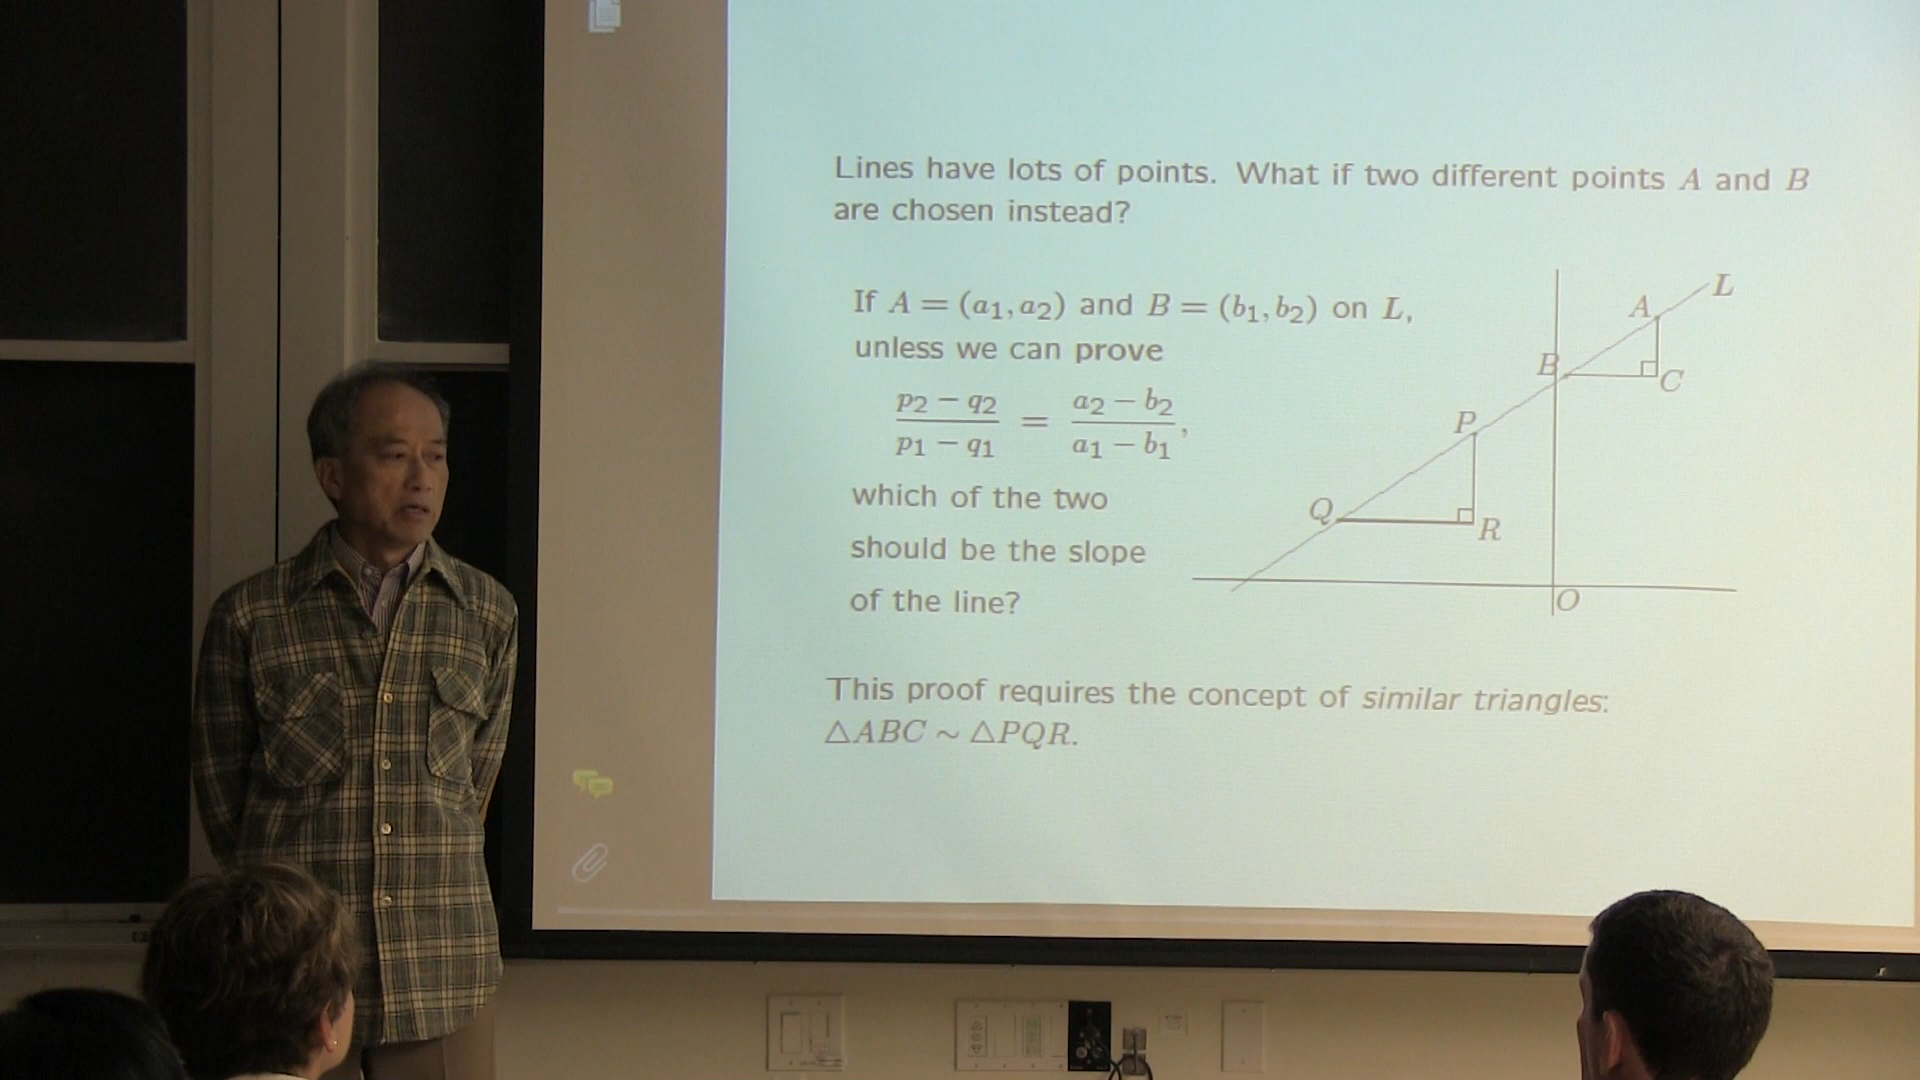 Lines have lots of points. What if two different points A and B
are chosen instead?
If A = (a₁, a₂) and B = (b₁, b₂) on L,
unless we can prove
p₂ − q₂ / p₁ − q₁ = a₂ − b₂ / a₁ − b₁,
which of the two
should be the slope
of the line?
L
A
B
C
P
Q
R
O
This proof requires the concept of similar triangles:
△ABC ∼ △PQR.